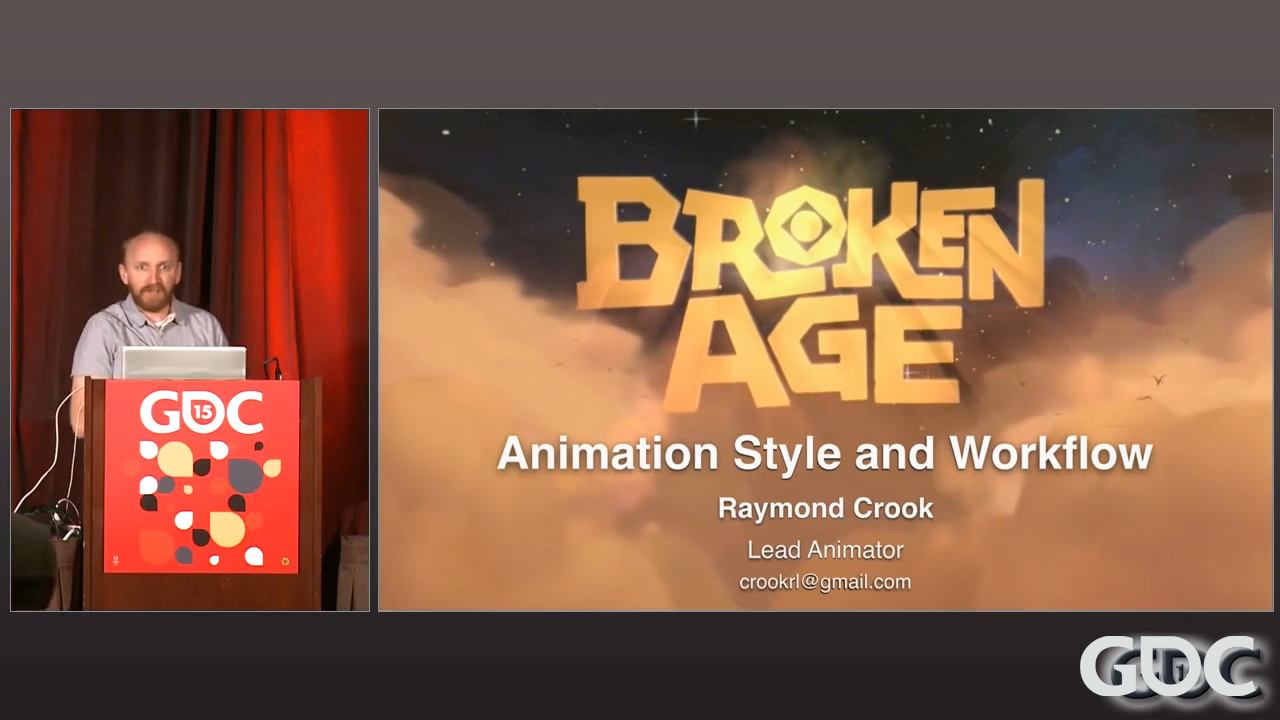 GDC
15
BROKEN
AGE
Animation Style and Workflow
Raymond Crook
Lead Animator
crookrl@gmail.com
GDC